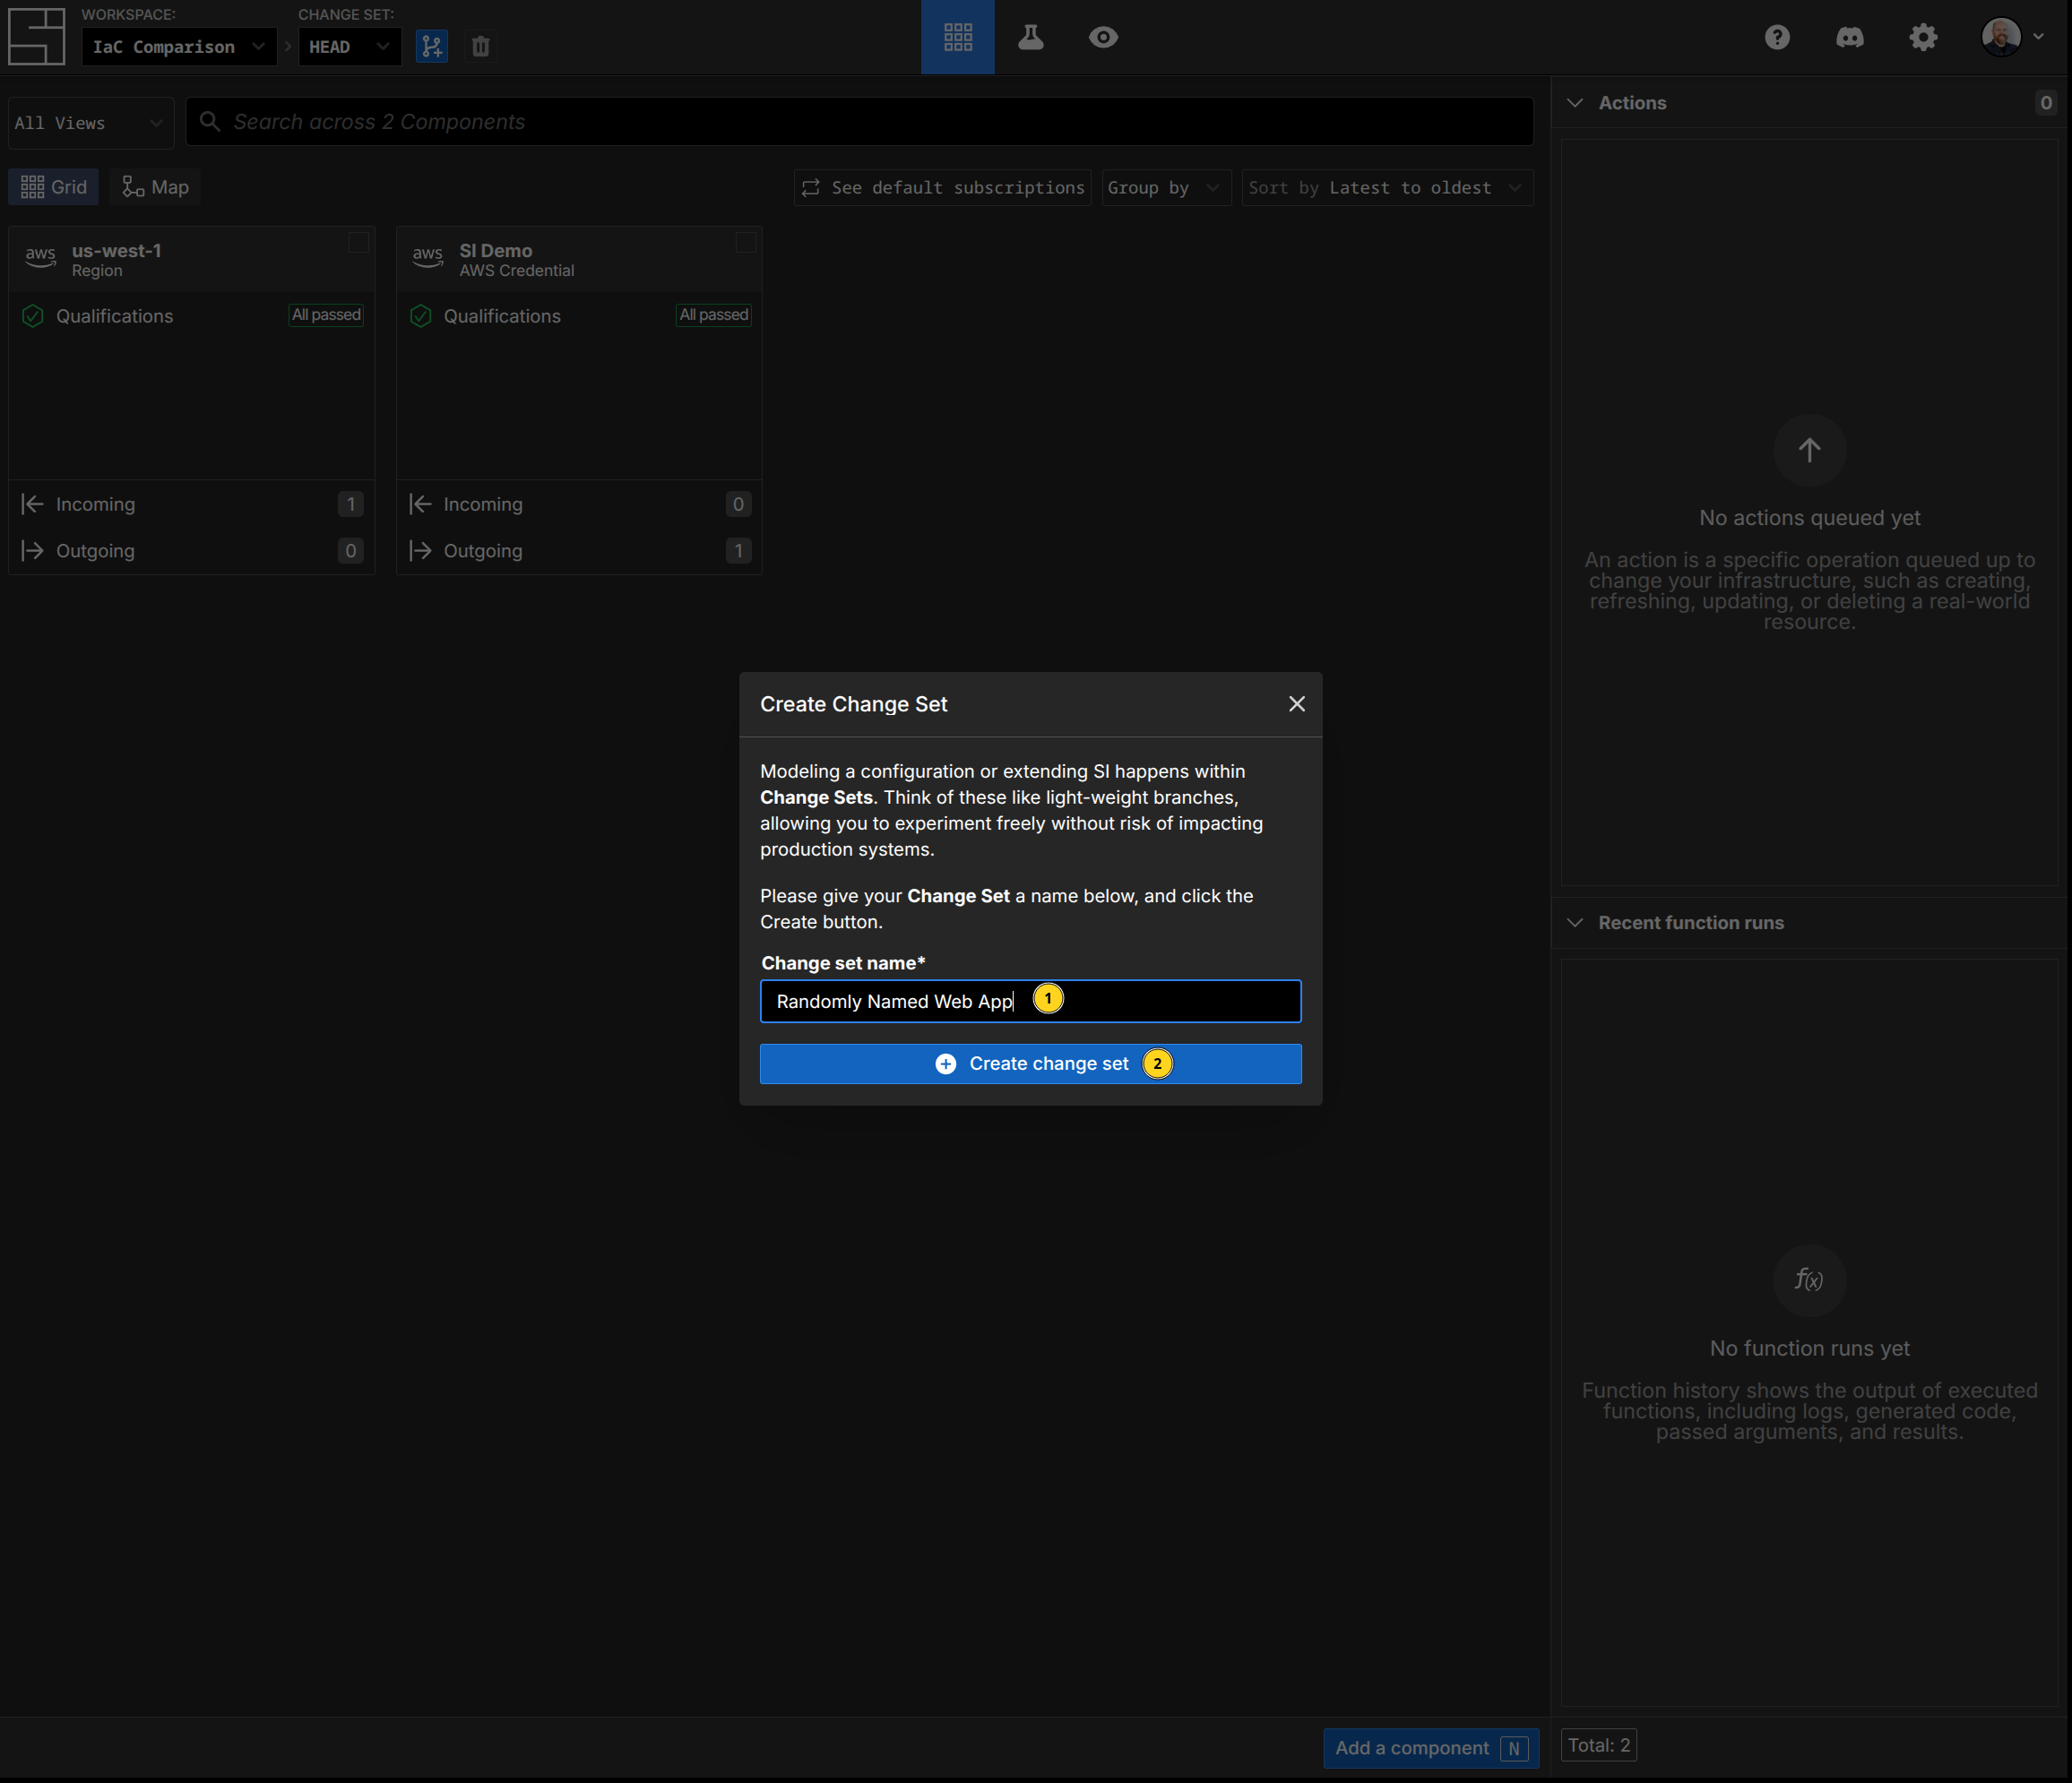 WORKSPACE:
CHANGE SET:
IaC Comparison
HEAD
All Views
Search across 2 Components
Grid
Map
See default subscriptions
Group by
Sort by Latest to oldest
aws
us-west-1
Region
Qualifications
All passed
Incoming
1
Outgoing
0
aws
SI Demo
AWS Credential
Qualifications
All passed
Incoming
0
Outgoing
1
Actions
0
No actions queued yet
An action is a specific operation queued up to
change your infrastructure, such as creating,
refreshing, updating, or deleting a real-world
resource.
Create Change Set
Modeling a configuration or extending SI happens within
Change Sets. Think of these like light-weight branches,
allowing you to experiment freely without risk of impacting
production systems.
Please give your Change Set a name below, and click the
Create button.
Change set name*
Randomly Named Web App
1
Create change set
2
Recent function runs
f(x)
No function runs yet
Function history shows the output of executed
functions, including logs, generated code,
passed arguments, and results.
Add a component N
Total: 2